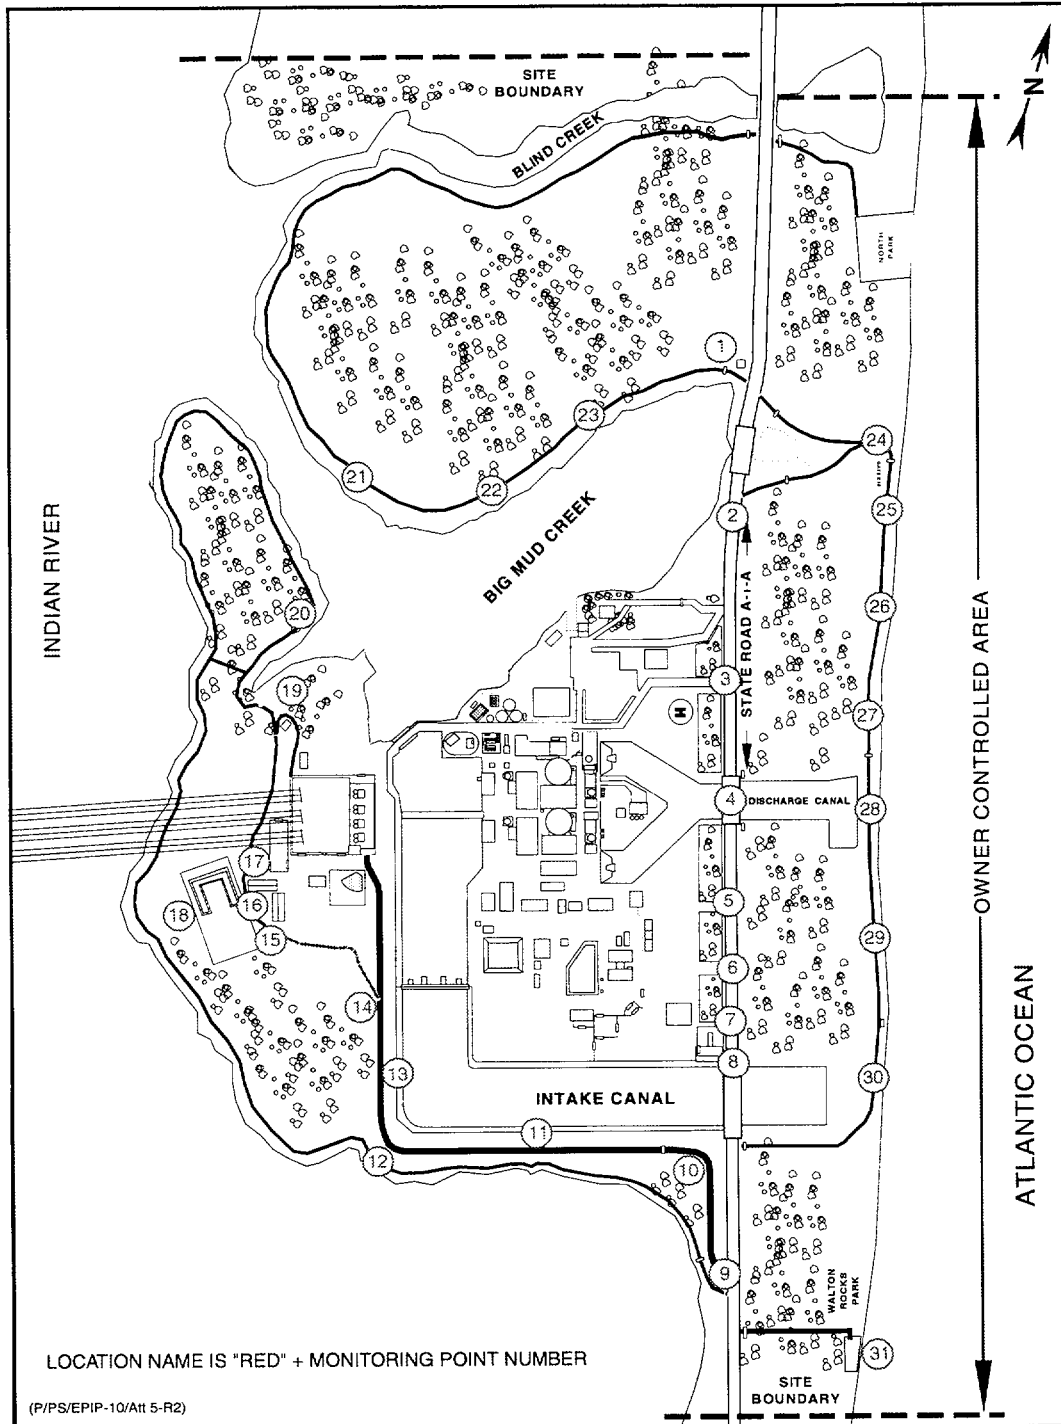 SITE
BOUNDARY
N
BLIND CREEK
NORTH
PARK
1
24
23
21
22
25
2
INDIAN RIVER
BIG MUD CREEK
STATE ROAD A-1-A
OWNER CONTROLLED AREA
26
20
3
19
27
H
4
DISCHARGE CANAL
28
17
18
16
5
15
29
6
14
7
8
13
30
ATLANTIC OCEAN
INTAKE CANAL
11
12
10
9
WALTON
ROCKS
PARK
31
LOCATION NAME IS "RED" + MONITORING POINT NUMBER
SITE
BOUNDARY
(P/PS/EPIP-10/Att 5-R2)